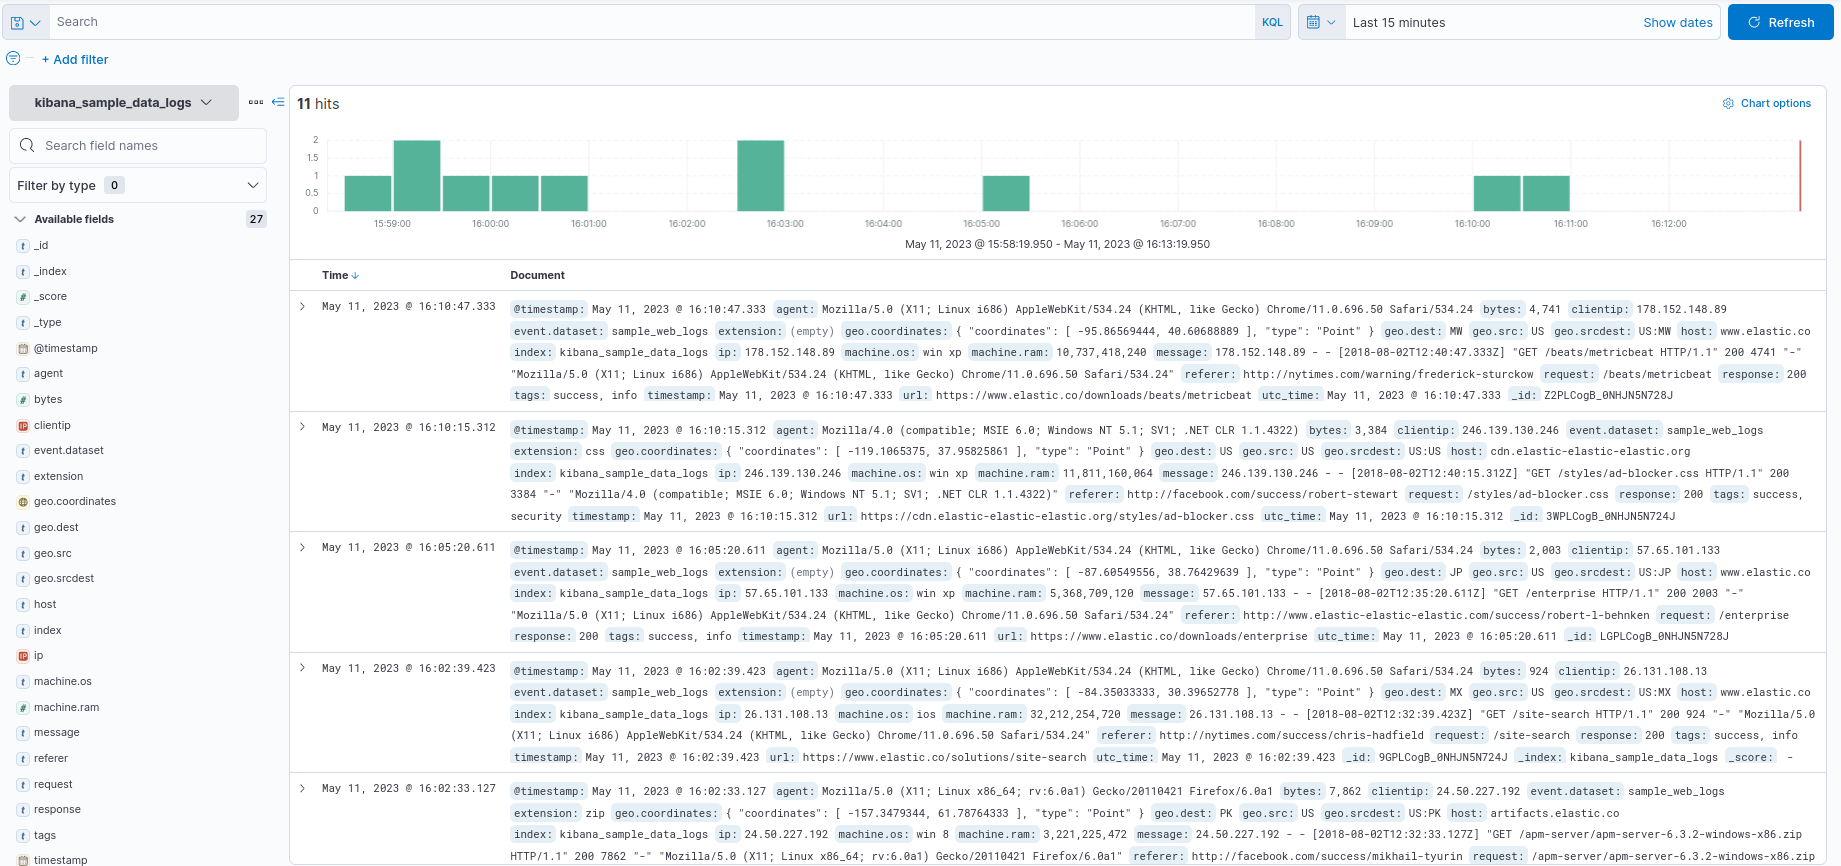 Search KQL Last 15 minutes Show dates Refresh
+ Add filter
kibana_sample_data_logs
Search field names
Filter by type 0
Available fields 27
t _id
t _index
# _score
t _type
@timestamp
t agent
# bytes
IP clientip
t event.dataset
t extension
geo.coordinates
t geo.dest
t geo.src
t geo.srcdest
t host
t index
IP ip
t machine.os
# machine.ram
t message
t referer
t request
t response
t tags
timestamp
11 hits
Chart options
2
1.5
1
0.5
0
15:59:00 16:00:00 16:01:00 16:02:00 16:03:00 16:04:00 16:05:00 16:06:00 16:07:00 16:08:00 16:09:00 16:10:00 16:11:00 16:12:00
May 11, 2023 @ 15:58:19.950 - May 11, 2023 @ 16:13:19.950
Time Document
May 11, 2023 @ 16:10:47.333
@timestamp: May 11, 2023 @ 16:10:47.333 agent: Mozilla/5.0 (X11; Linux i686) AppleWebKit/534.24 (KHTML, like Gecko) Chrome/11.0.696.50 Safari/534.24 bytes: 4,741 clientip: 178.152.148.89
event.dataset: sample_web_logs extension: (empty) geo.coordinates: { "coordinates": [ -95.86569444, 40.60688889 ], "type": "Point" } geo.dest: MW geo.src: US geo.srcdest: US:MW host: www.elastic.co
index: kibana_sample_data_logs ip: 178.152.148.89 machine.os: win xp machine.ram: 10,737,418,240 message: 178.152.148.89 - - [2018-08-02T12:40:47.333Z] "GET /beats/metricbeat HTTP/1.1" 200 4741 "-"
"Mozilla/5.0 (X11; Linux i686) AppleWebKit/534.24 (KHTML, like Gecko) Chrome/11.0.696.50 Safari/534.24" referer: http://nytimes.com/warning/frederick-sturckow request: /beats/metricbeat response: 200
tags: success, info timestamp: May 11, 2023 @ 16:10:47.333 url: https://www.elastic.co/downloads/beats/metricbeat utc_time: May 11, 2023 @ 16:10:47.333 _id: Z2PLCogB_0NHJN5N728J
May 11, 2023 @ 16:10:15.312
@timestamp: May 11, 2023 @ 16:10:15.312 agent: Mozilla/4.0 (compatible; MSIE 6.0; Windows NT 5.1; SV1; .NET CLR 1.1.4322) bytes: 3,384 clientip: 246.139.130.246 event.dataset: sample_web_logs
extension: css geo.coordinates: { "coordinates": [ -119.1065375, 37.95825861 ], "type": "Point" } geo.dest: US geo.src: US geo.srcdest: US:US host: cdn.elastic-elastic-elastic.org
index: kibana_sample_data_logs ip: 246.139.130.246 machine.os: win xp machine.ram: 11,811,160,064 message: 246.139.130.246 - - [2018-08-02T12:40:15.312Z] "GET /styles/ad-blocker.css HTTP/1.1" 200
3384 "-" "Mozilla/4.0 (compatible; MSIE 6.0; Windows NT 5.1; SV1; .NET CLR 1.1.4322)" referer: http://facebook.com/success/robert-stewart request: /styles/ad-blocker.css response: 200 tags: success,
security timestamp: May 11, 2023 @ 16:10:15.312 url: https://cdn.elastic-elastic-elastic.org/styles/ad-blocker.css utc_time: May 11, 2023 @ 16:10:15.312 _id: 3WPLCogB_0NHJN5N724J
May 11, 2023 @ 16:05:20.611
@timestamp: May 11, 2023 @ 16:05:20.611 agent: Mozilla/5.0 (X11; Linux i686) AppleWebKit/534.24 (KHTML, like Gecko) Chrome/11.0.696.50 Safari/534.24 bytes: 2,003 clientip: 57.65.101.133
event.dataset: sample_web_logs extension: (empty) geo.coordinates: { "coordinates": [ -87.60549556, 38.76429639 ], "type": "Point" } geo.dest: JP geo.src: US geo.srcdest: US:JP host: www.elastic.co
index: kibana_sample_data_logs ip: 57.65.101.133 machine.os: win xp machine.ram: 5,368,709,120 message: 57.65.101.133 - - [2018-08-02T12:35:20.611Z] "GET /enterprise HTTP/1.1" 200 2003 "-"
"Mozilla/5.0 (X11; Linux i686) AppleWebKit/534.24 (KHTML, like Gecko) Chrome/11.0.696.50 Safari/534.24" referer: http://www.elastic-elastic-elastic.com/success/robert-l-behnken request: /enterprise
response: 200 tags: success, info timestamp: May 11, 2023 @ 16:05:20.611 url: https://www.elastic.co/downloads/enterprise utc_time: May 11, 2023 @ 16:05:20.611 _id: LGPLCogB_0NHJN5N728J
May 11, 2023 @ 16:02:39.423
@timestamp: May 11, 2023 @ 16:02:39.423 agent: Mozilla/5.0 (X11; Linux i686) AppleWebKit/534.24 (KHTML, like Gecko) Chrome/11.0.696.50 Safari/534.24 bytes: 924 clientip: 26.131.108.13
event.dataset: sample_web_logs extension: (empty) geo.coordinates: { "coordinates": [ -84.35033333, 30.39652778 ], "type": "Point" } geo.dest: MX geo.src: US geo.srcdest: US:MX host: www.elastic.co
index: kibana_sample_data_logs ip: 26.131.108.13 machine.os: ios machine.ram: 32,212,254,720 message: 26.131.108.13 - - [2018-08-02T12:32:39.423Z] "GET /site-search HTTP/1.1" 200 924 "-" "Mozilla/5.0
(X11; Linux i686) AppleWebKit/534.24 (KHTML, like Gecko) Chrome/11.0.696.50 Safari/534.24" referer: http://nytimes.com/success/chris-hadfield request: /site-search response: 200 tags: success, info
timestamp: May 11, 2023 @ 16:02:39.423 url: https://www.elastic.co/solutions/site-search utc_time: May 11, 2023 @ 16:02:39.423 _id: 9GPLCogB_0NHJN5N724J _index: kibana_sample_data_logs _score: -
May 11, 2023 @ 16:02:33.127
@timestamp: May 11, 2023 @ 16:02:33.127 agent: Mozilla/5.0 (X11; Linux x86_64; rv:6.0a1) Gecko/20110421 Firefox/6.0a1 bytes: 7,862 clientip: 24.50.227.192 event.dataset: sample_web_logs
extension: zip geo.coordinates: { "coordinates": [ -157.3479344, 61.78764333 ], "type": "Point" } geo.dest: PK geo.src: US geo.srcdest: US:PK host: artifacts.elastic.co
index: kibana_sample_data_logs ip: 24.50.227.192 machine.os: win 8 machine.ram: 3,221,225,472 message: 24.50.227.192 - - [2018-08-02T12:32:33.127Z] "GET /apm-server/apm-server-6.3.2-windows-x86.zip
HTTP/1.1" 200 7862 "-" "Mozilla/5.0 (X11; Linux x86_64; rv:6.0a1) Gecko/20110421 Firefox/6.0a1" referer: http://facebook.com/success/mikhail-tyurin request: /apm-server/apm-server-6.3.2-windows-x86.zip